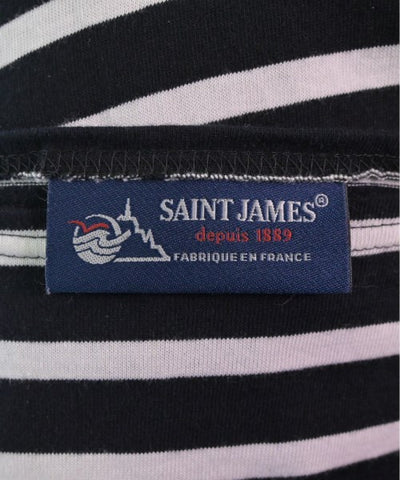 SAINT JAMES®
depuis 1889
FABRIQUE EN FRANCE